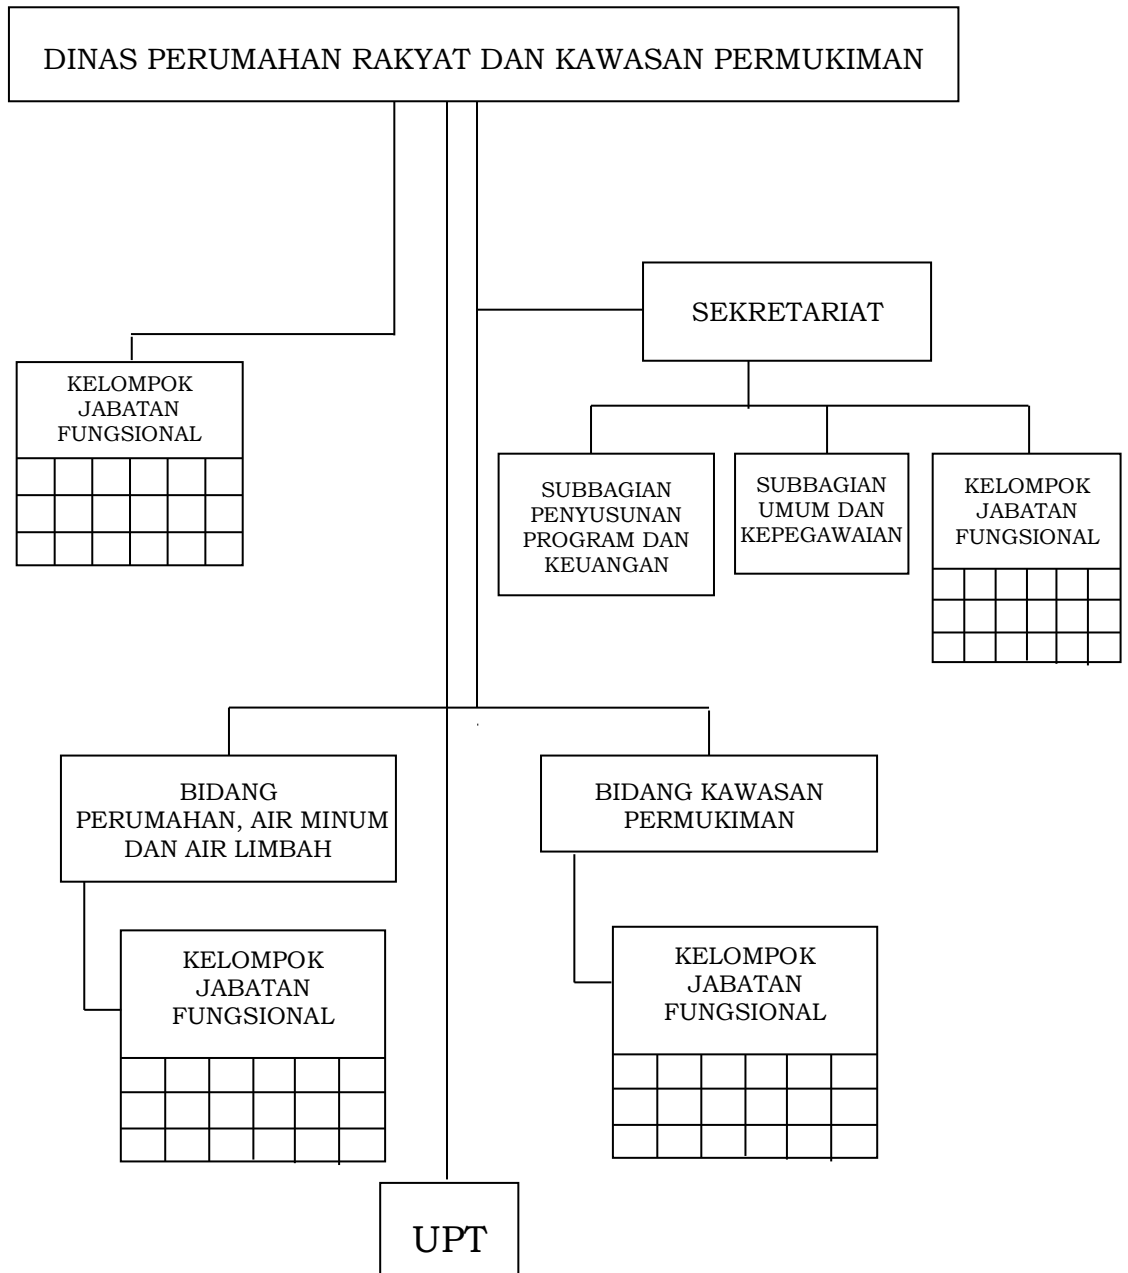 DINAS PERUMAHAN RAKYAT DAN KAWASAN PERMUKIMAN
SEKRETARIAT
KELOMPOK
JABATAN
FUNGSIONAL
SUBBAGIAN
PENYUSUNAN
PROGRAM DAN
KEUANGAN
SUBBAGIAN
UMUM DAN
KEPEGAWAIAN
KELOMPOK
JABATAN
FUNGSIONAL
BIDANG
PERUMAHAN, AIR MINUM
DAN AIR LIMBAH
BIDANG KAWASAN
PERMUKIMAN
KELOMPOK
JABATAN
FUNGSIONAL
KELOMPOK
JABATAN
FUNGSIONAL
UPT